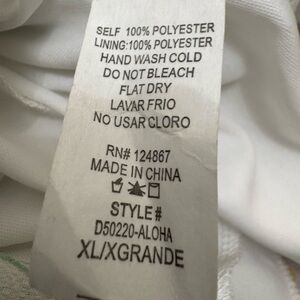 SELF 100% POLYESTER
LINING:100% POLYESTER
HAND WASH COLD
DO NOT BLEACH
FLAT DRY
LAVAR FRIO
NO USAR CLORO
RN# 124867
MADE IN CHINA
STYLE#
D50220-ALOHA
XL/XGRANDE